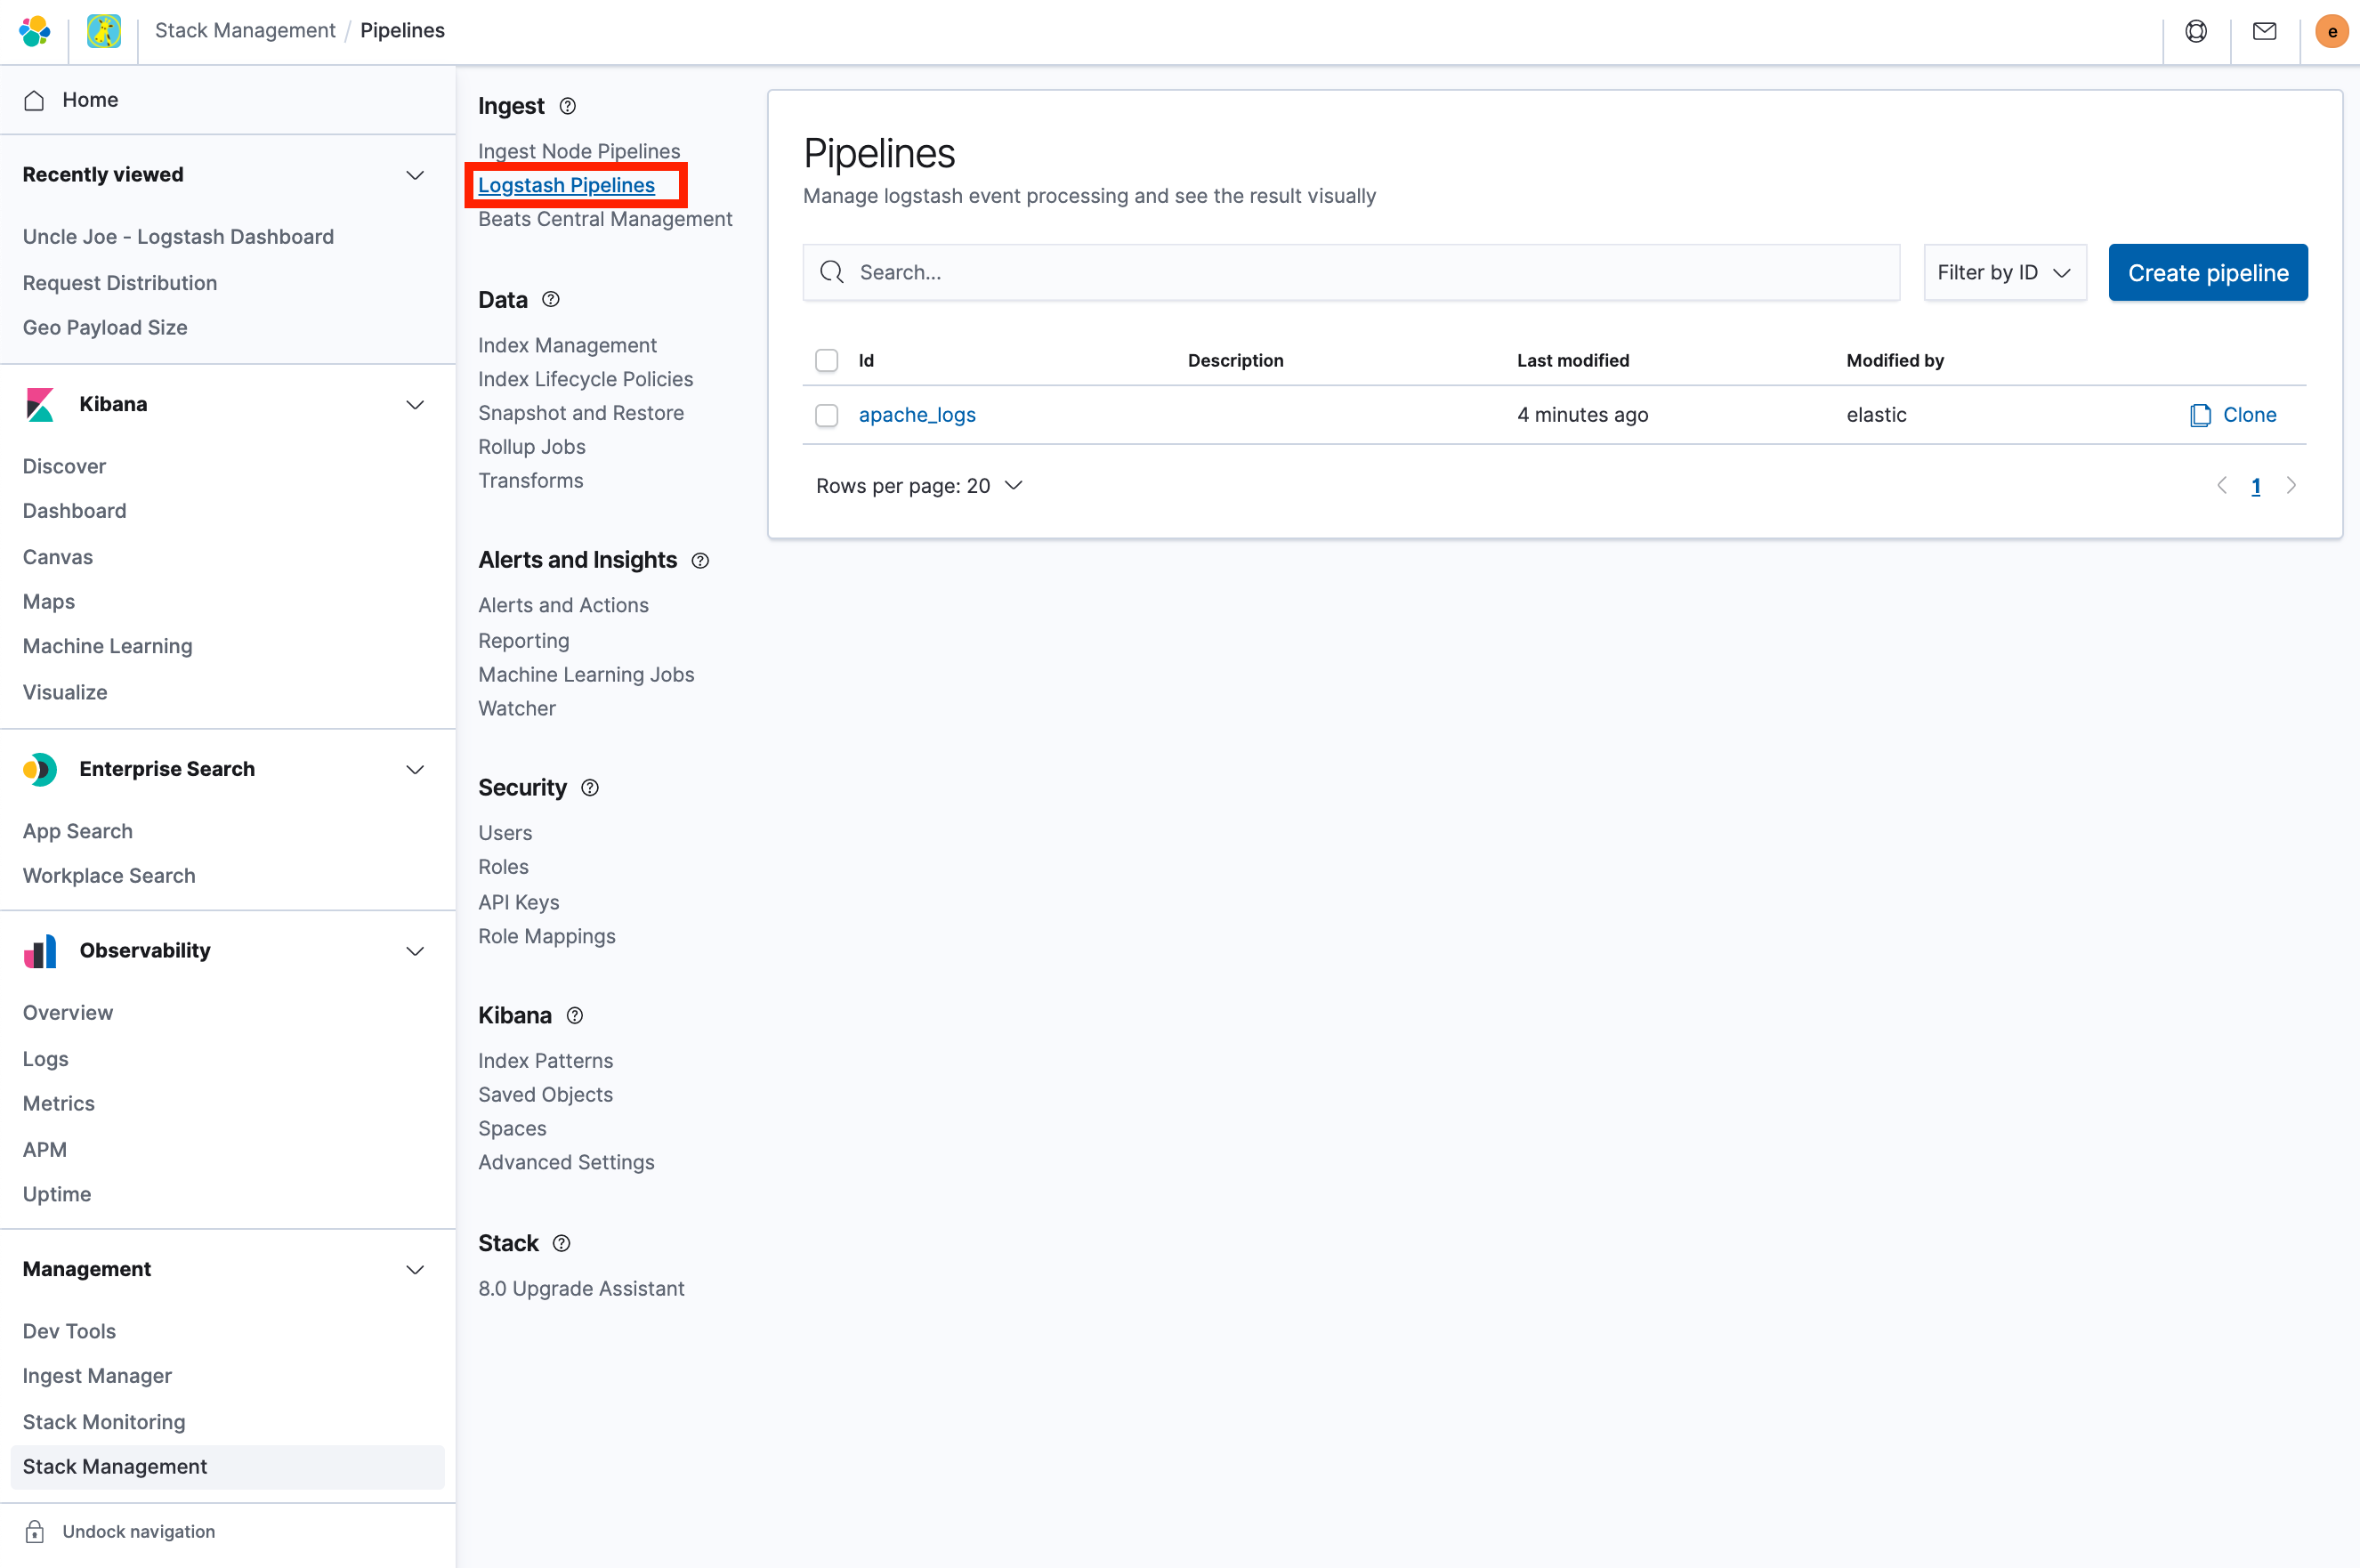 Stack Management / Pipelines
e
Home
Recently viewed
Uncle Joe - Logstash Dashboard
Request Distribution
Geo Payload Size
Kibana
Discover
Dashboard
Canvas
Maps
Machine Learning
Visualize
Enterprise Search
App Search
Workplace Search
Observability
Overview
Logs
Metrics
APM
Uptime
Management
Dev Tools
Ingest Manager
Stack Monitoring
Stack Management
Undock navigation
Ingest
Ingest Node Pipelines
Logstash Pipelines
Beats Central Management
Data
Index Management
Index Lifecycle Policies
Snapshot and Restore
Rollup Jobs
Transforms
Alerts and Insights
Alerts and Actions
Reporting
Machine Learning Jobs
Watcher
Security
Users
Roles
API Keys
Role Mappings
Kibana
Index Patterns
Saved Objects
Spaces
Advanced Settings
Stack
8.0 Upgrade Assistant
Pipelines
Manage logstash event processing and see the result visually
Search... Filter by ID Create pipeline
Id Description Last modified Modified by
apache_logs 4 minutes ago elastic Clone
Rows per page: 20 1